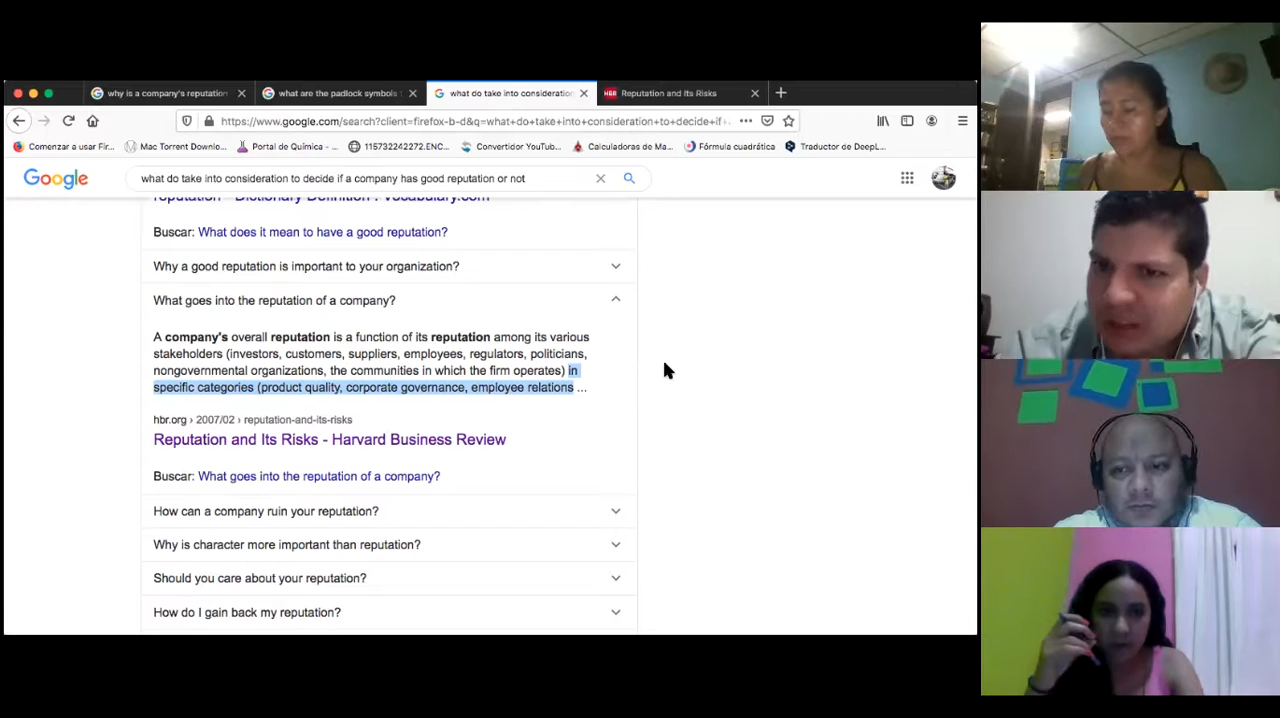 why is a company's reputation
what are the padlock symbols
what do take into consideration
HBR Reputation and Its Risks
https://www.google.com/search?client=firefox-b-d&q=what+do+take+into+consideration+to+decide+if+
Comenzar a usar Fir...
Mac Torrent Downlo...
Portal de Química - ...
115732242272.ENC...
Convertidor YouTub...
Calculadoras de Ma...
Fórmula cuadrática
Traductor de DeepL...
Google
what do take into consideration to decide if a company has good reputation or not
reputation - Dictionary Definition : Vocabulary.com
Buscar: What does it mean to have a good reputation?
Why a good reputation is important to your organization?
What goes into the reputation of a company?
A company's overall reputation is a function of its reputation among its various
stakeholders (investors, customers, suppliers, employees, regulators, politicians,
nongovernmental organizations, the communities in which the firm operates) in
specific categories (product quality, corporate governance, employee relations ...
hbr.org › 2007/02 › reputation-and-its-risks
Reputation and Its Risks - Harvard Business Review
Buscar: What goes into the reputation of a company?
How can a company ruin your reputation?
Why is character more important than reputation?
Should you care about your reputation?
How do I gain back my reputation?